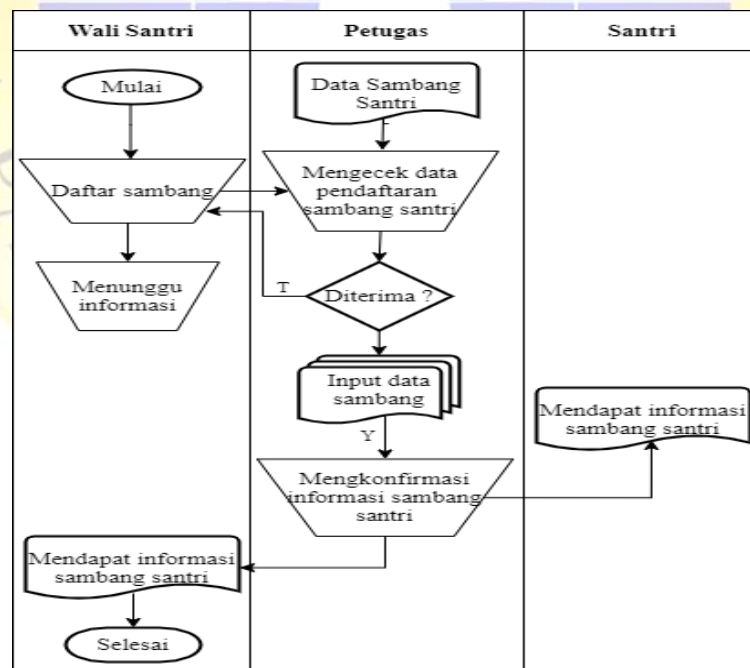 Wali Santri
Petugas
Santri
Mulai
Data Sambang
Santri
Daftar sambang
Mengecek data
pendaftaran
sambang santri
Menunggu
informasi
T
Diterima ?
Input data
sambang
Y
Mendapat informasi
sambang santri
Mengkonfirmasi
informasi sambang
santri
Mendapat informasi
sambang santri
Selesai